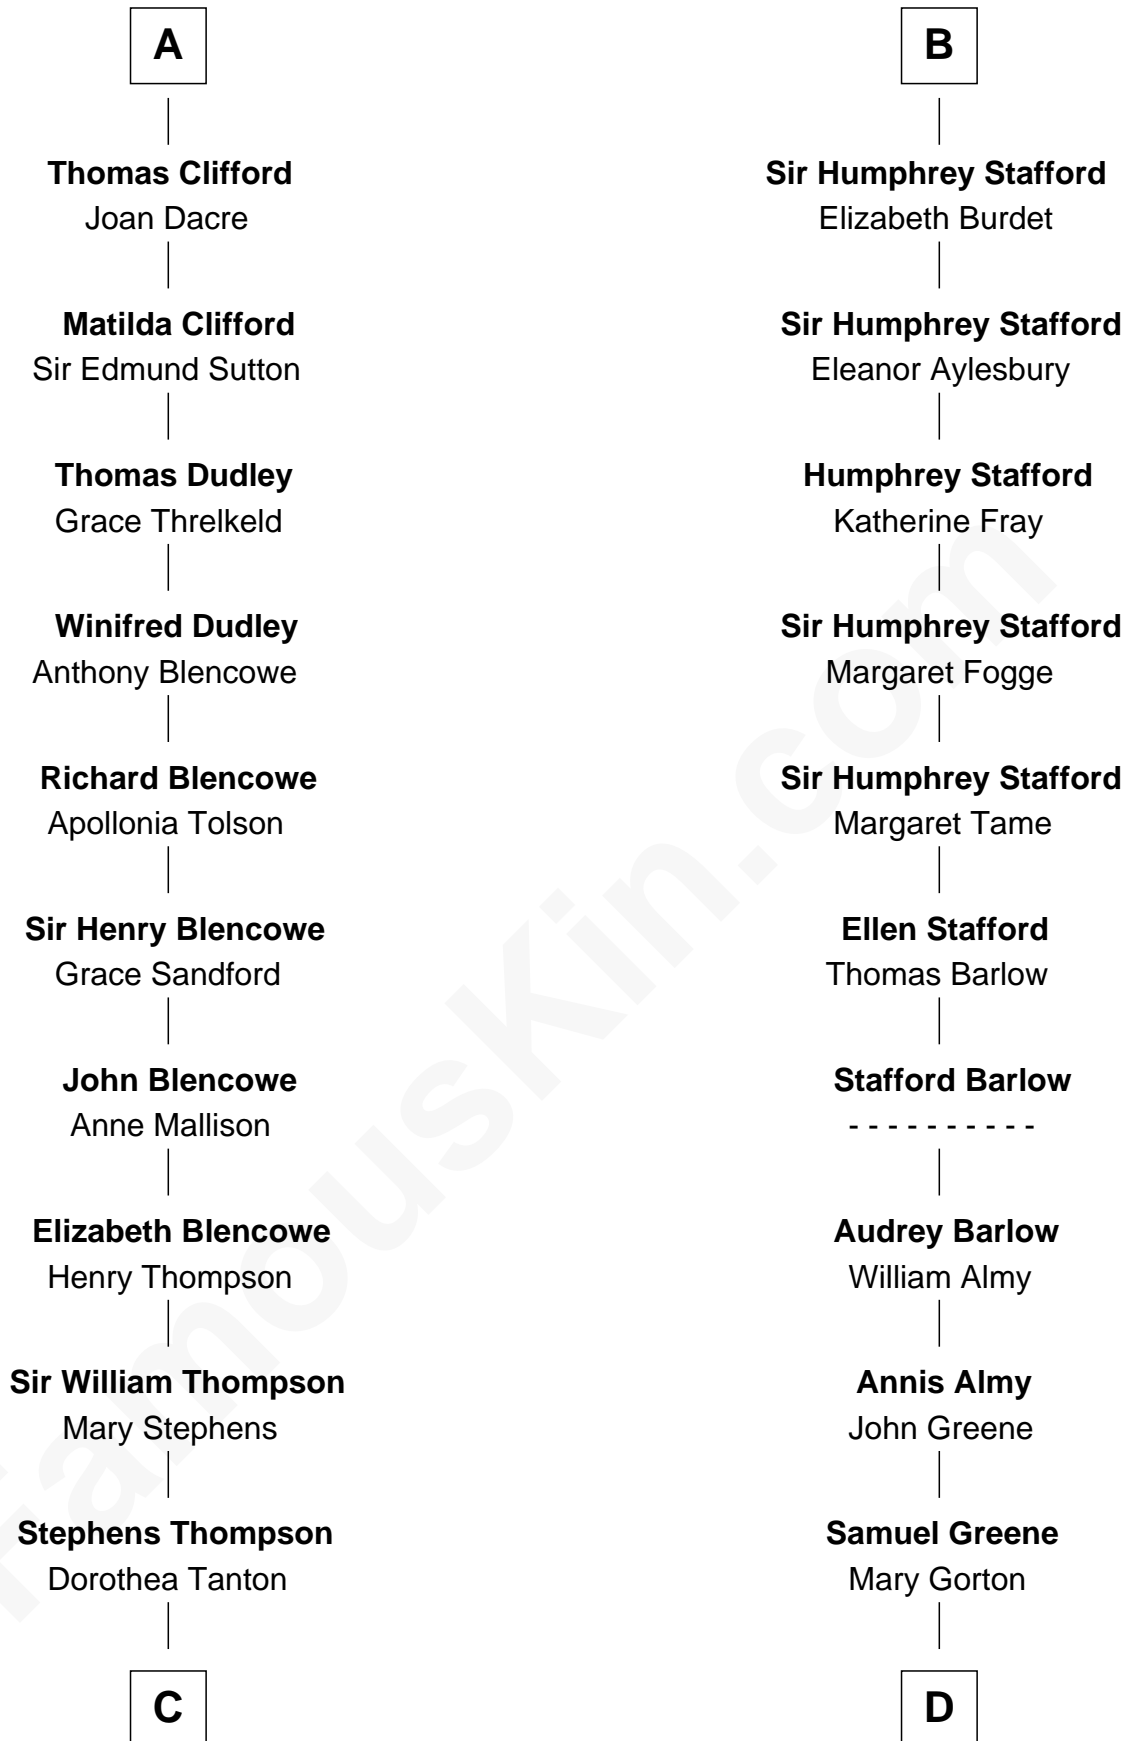 A
Thomas Clifford
Joan Dacre
Matilda Clifford
Sir Edmund Sutton
Thomas Dudley
Grace Threlkeld
Winifred Dudley
Anthony Blencowe
Richard Blencowe
Apollonia Tolson
Sir Henry Blencowe
Grace Sandford
John Blencowe
Anne Mallison
Elizabeth Blencowe
Henry Thompson
Sir William Thompson
Mary Stephens
Stephens Thompson
Dorothea Tanton
C
B
Sir Humphrey Stafford
Elizabeth Burdet
Sir Humphrey Stafford
Eleanor Aylesbury
Humphrey Stafford
Katherine Fray
Sir Humphrey Stafford
Margaret Fogge
Sir Humphrey Stafford
Margaret Tame
Ellen Stafford
Thomas Barlow
Stafford Barlow
- - - - - - - - - -
Audrey Barlow
William Almy
Annis Almy
John Greene
Samuel Greene
Mary Gorton
D
FamousKin.com